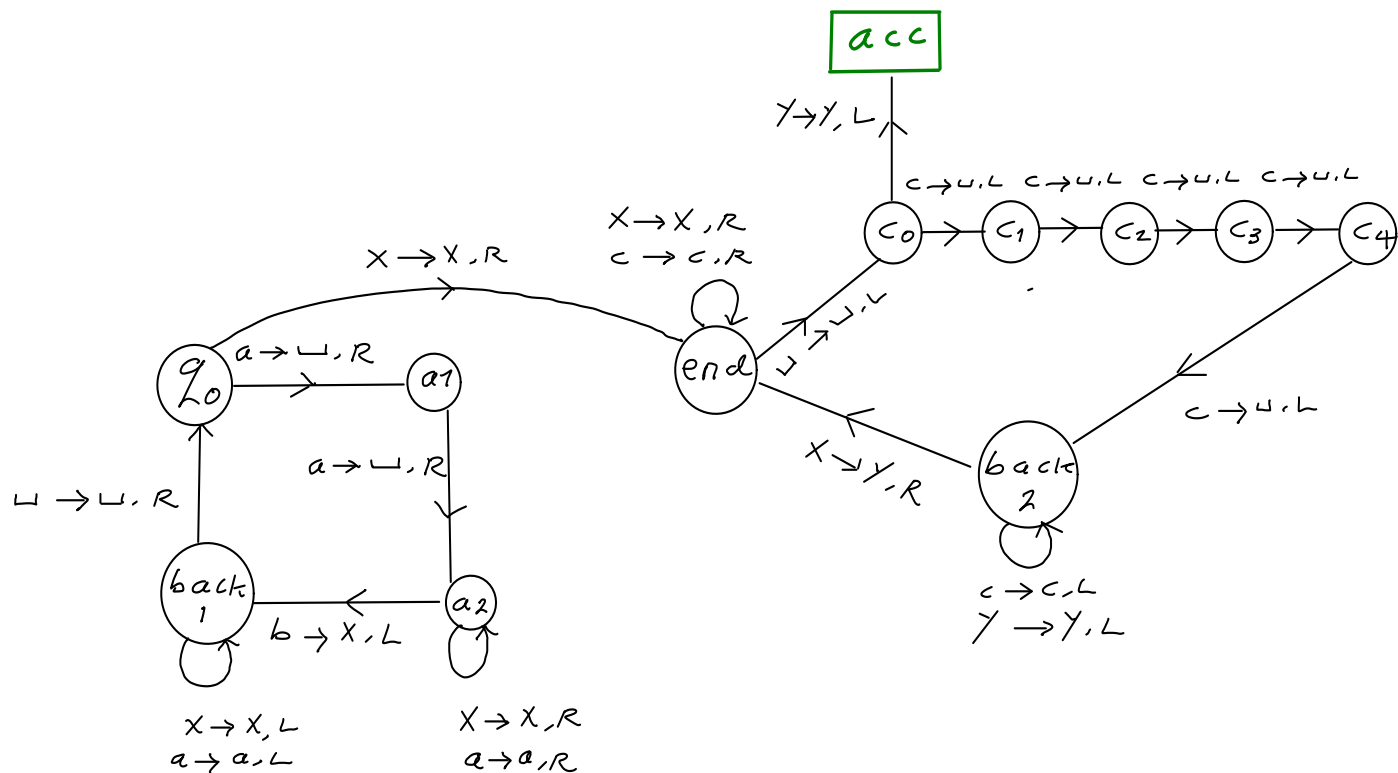 acc
Y→Y, L
c→⊔,L c→⊔,L c→⊔,L c→⊔,L
c0 c1 c2 c3 c4
X→X,R
c→c,R
X→X,R
⊔→⊔,L
end
q0
a→⊔,R
a1
c→⊔,L
X→Y,R
a→⊔,R
⊔→⊔,R
back
2
back
1
b→X,L
a2
c→c,L
Y→Y,L
X→X,L
a→a,L
X→X,R
a→a,R